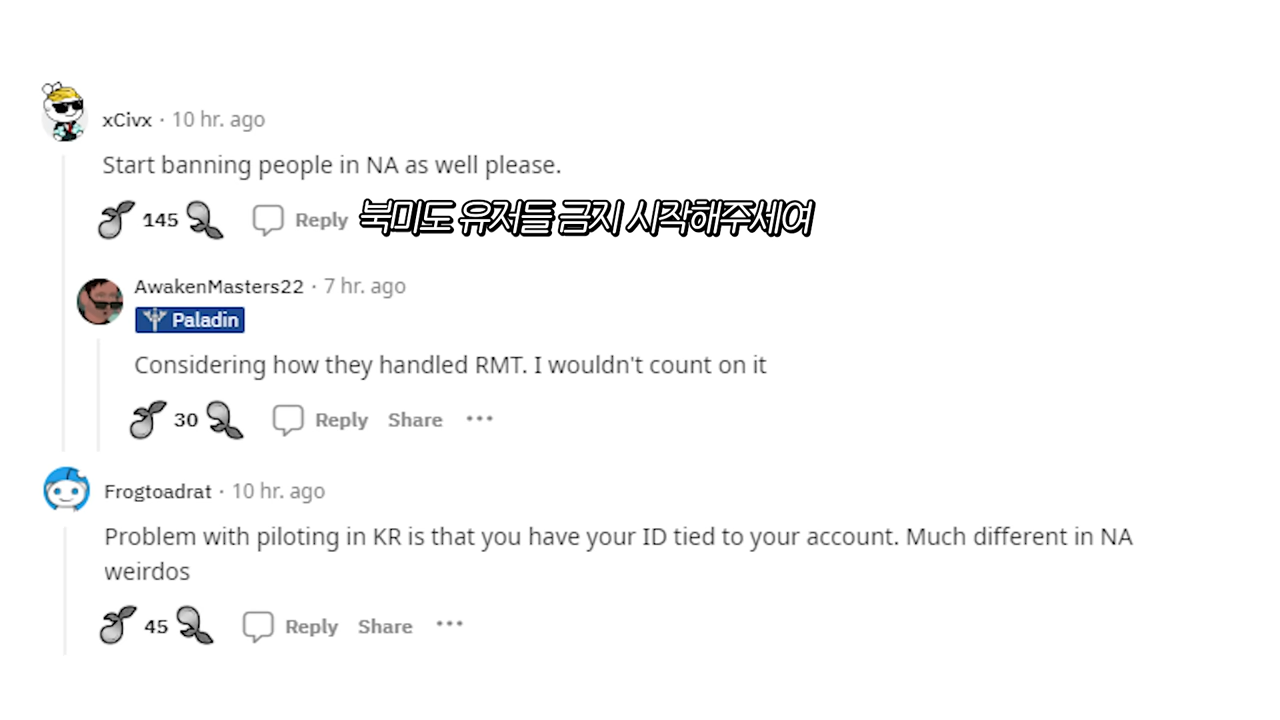 xCivx · 10 hr. ago
Start banning people in NA as well please.
145 Reply 북미도 유저들 금지 시작해주세여
AwakenMasters22 · 7 hr. ago
Paladin
Considering how they handled RMT. I wouldn't count on it
30 Reply Share ···
Frogtoadrat · 10 hr. ago
Problem with piloting in KR is that you have your ID tied to your account. Much different in NA
weirdos
45 Reply Share ···